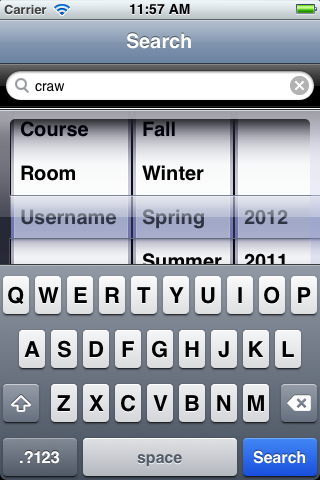 Carrier 11:57 AM
Search
craw
Course Fall
Room Winter
Username Spring 2012
Summer 2011
Q W E R T Y U I O P
A S D F G H J K L
Z X C V B N M
.?123 space Search